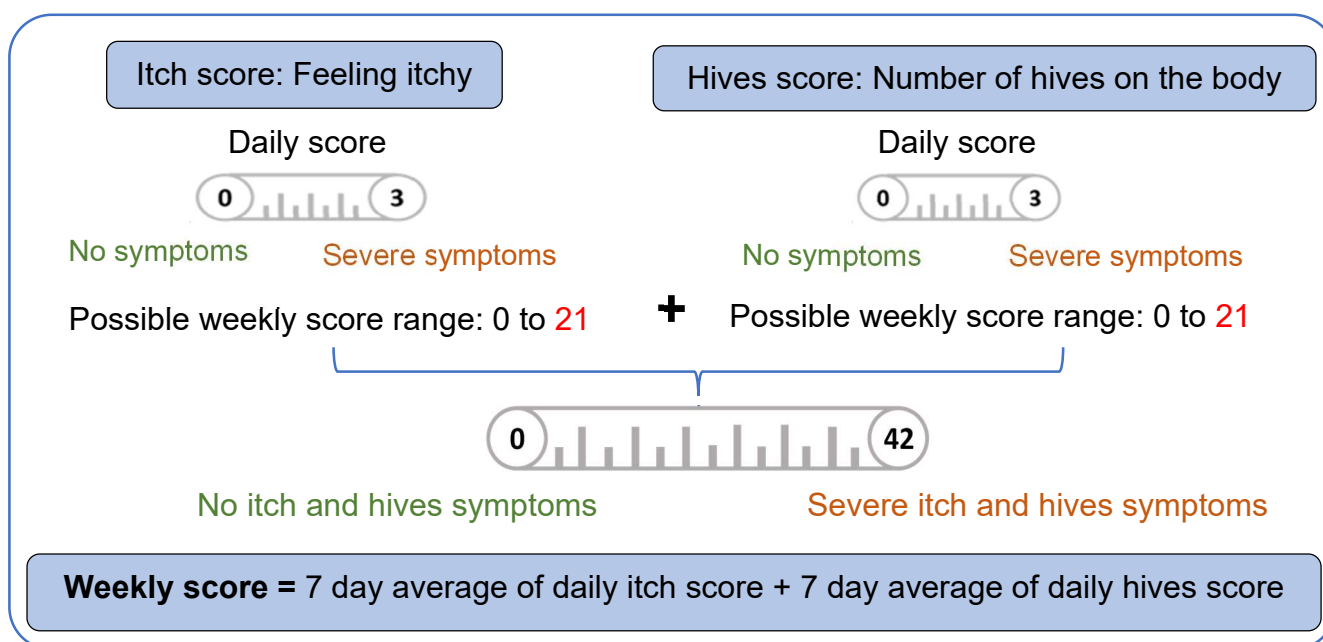 Itch score: Feeling itchy
Hives score: Number of hives on the body
Daily score
Daily score
0 3
0 3
No symptoms Severe symptoms
No symptoms Severe symptoms
Possible weekly score range: 0 to 21
+
Possible weekly score range: 0 to 21
0 42
No itch and hives symptoms
Severe itch and hives symptoms
Weekly score = 7 day average of daily itch score + 7 day average of daily hives score